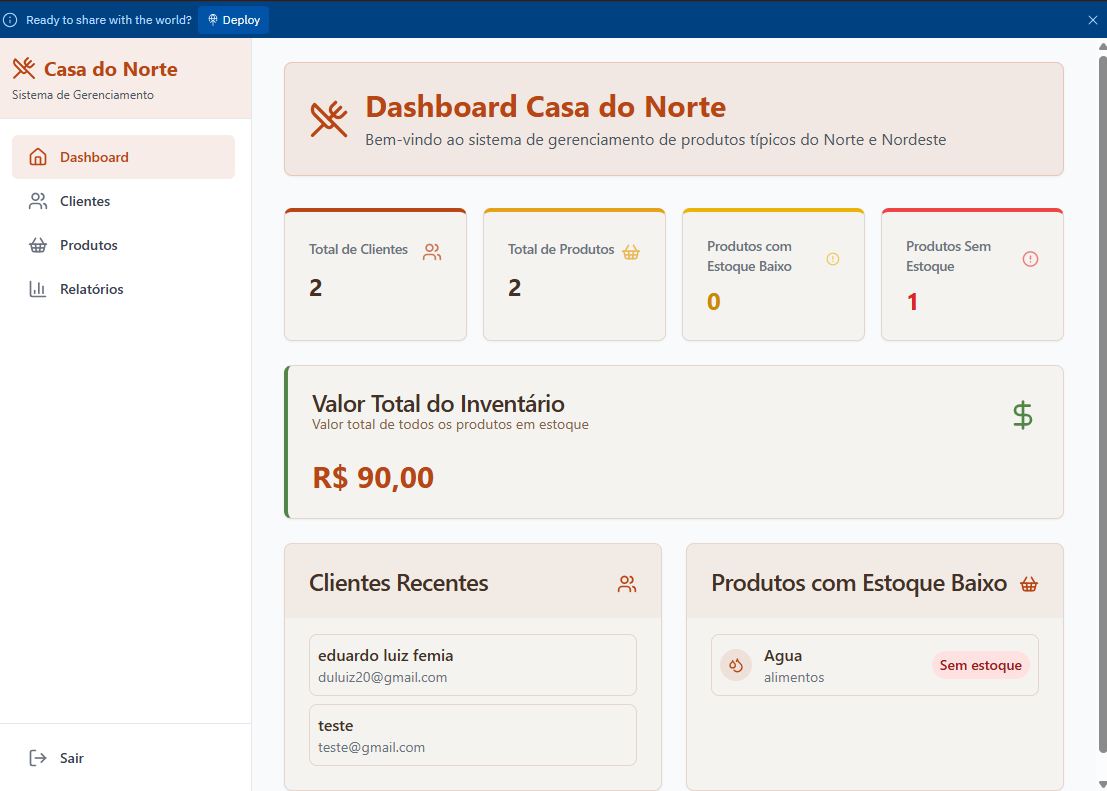 Ready to share with the world? Deploy
Casa do Norte
Sistema de Gerenciamento
Dashboard
Clientes
Produtos
Relatórios
Sair
Dashboard Casa do Norte
Bem-vindo ao sistema de gerenciamento de produtos típicos do Norte e Nordeste
Total de Clientes
2
Total de Produtos
2
Produtos com
Estoque Baixo
0
Produtos Sem
Estoque
1
Valor Total do Inventário
Valor total de todos os produtos em estoque
R$ 90,00
Clientes Recentes
eduardo luiz femia
duluiz20@gmail.com
teste
teste@gmail.com
Produtos com Estoque Baixo
Agua
alimentos
Sem estoque